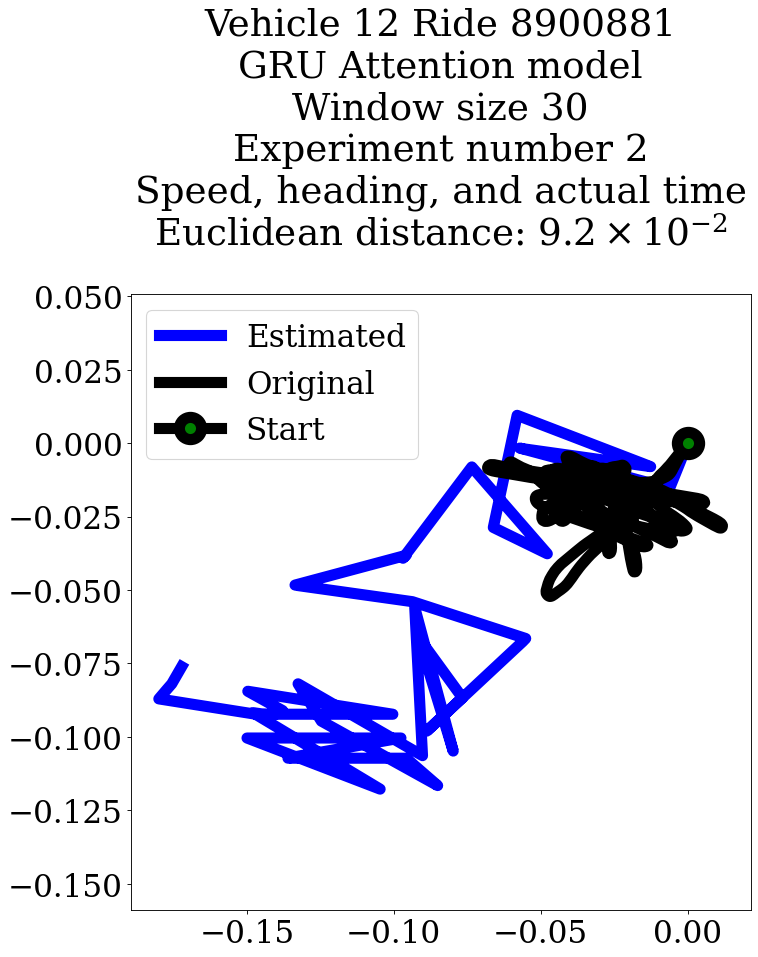 Vehicle 12 Ride 8900881
GRU Attention model
Window size 30
Experiment number 2
Speed, heading, and actual time
Euclidean distance: 9.2 × 10⁻²
0.050
0.025
0.000
−0.025
−0.050
−0.075
−0.100
−0.125
−0.150
Estimated
Original
Start
−0.15 −0.10 −0.05 0.00